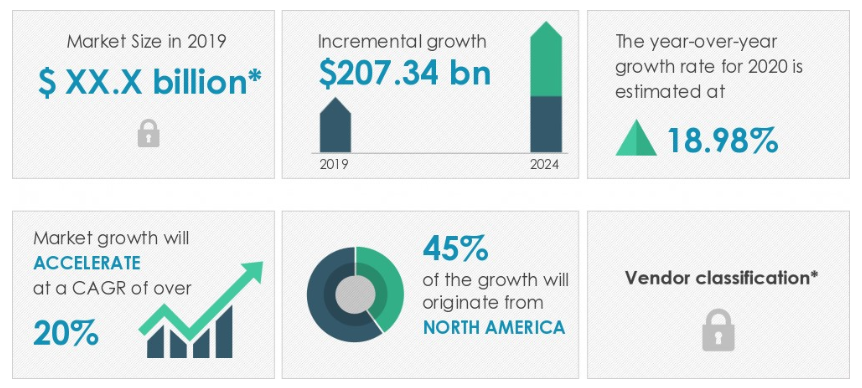 Market Size in 2019
$ XX.X billion*
Incremental growth
$207.34 bn
2019
2024
The year-over-year
growth rate for 2020 is
estimated at
18.98%
Market growth will
ACCELERATE
at a CAGR of over
20%
45%
of the growth will
originate from
NORTH AMERICA
Vendor classification*